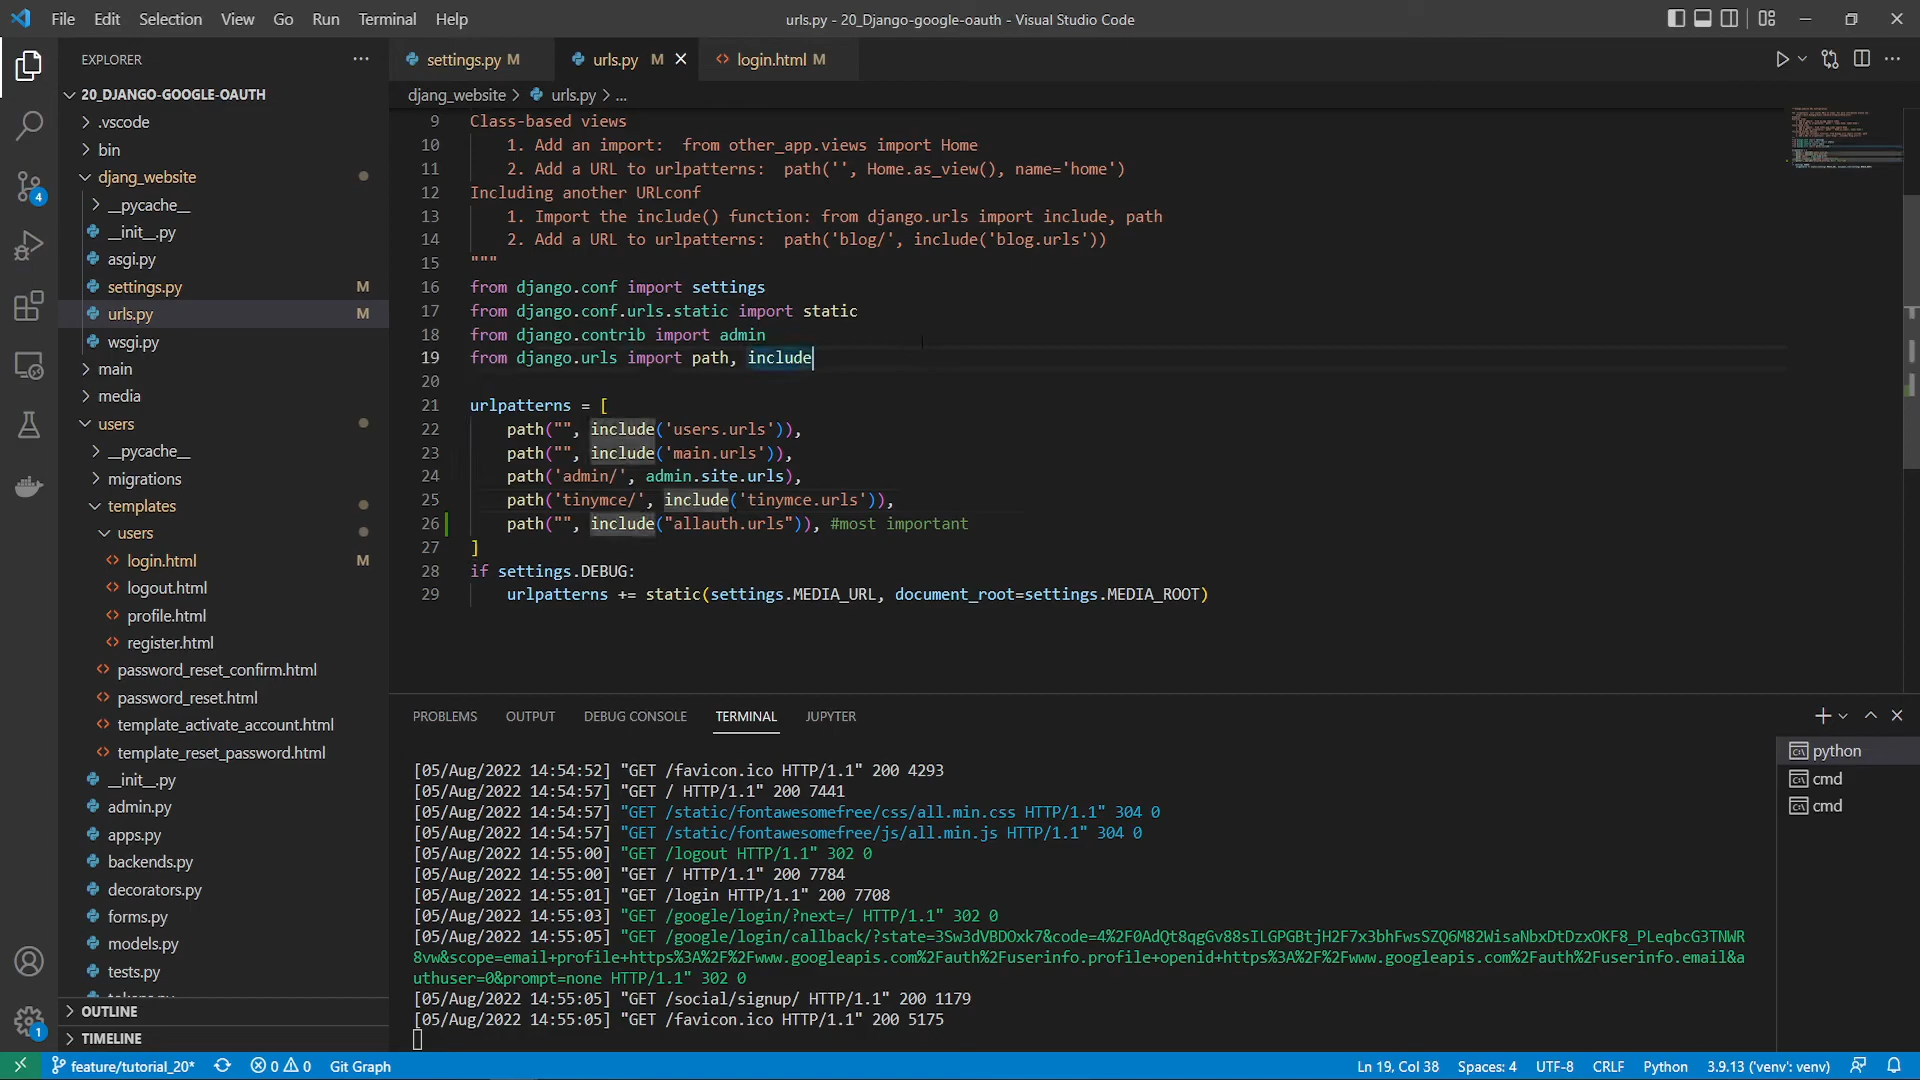 File Edit Selection View Go Run Terminal Help
urls.py - 20_Django-google-oauth - Visual Studio Code
EXPLORER
settings.py M
urls.py M
login.html M
20_DJANGO-GOOGLE-OAUTH
djang_website > urls.py > ...
.vscode
bin
djang_website
__pycache__
__init__.py
asgi.py
settings.py M
urls.py M
wsgi.py
main
media
users
__pycache__
migrations
templates
users
login.html M
logout.html
profile.html
register.html
password_reset_confirm.html
password_reset.html
template_activate_account.html
template_reset_password.html
__init__.py
admin.py
apps.py
backends.py
decorators.py
forms.py
models.py
tests.py
OUTLINE
TIMELINE
4
1
9 Class-based views
10 1. Add an import:  from other_app.views import Home
11 2. Add a URL to urlpatterns:  path('', Home.as_view(), name='home')
12 Including another URLconf
13 1. Import the include() function: from django.urls import include, path
14 2. Add a URL to urlpatterns:  path('blog/', include('blog.urls'))
15 """
16 from django.conf import settings
17 from django.conf.urls.static import static
18 from django.contrib import admin
19 from django.urls import path, include
20
21 urlpatterns = [
22 path("", include('users.urls')),
23 path("", include('main.urls')),
24 path('admin/', admin.site.urls),
25 path('tinymce/', include('tinymce.urls')),
26 path("", include("allauth.urls")), #most important
27 ]
28 if settings.DEBUG:
29 urlpatterns += static(settings.MEDIA_URL, document_root=settings.MEDIA_ROOT)
PROBLEMS OUTPUT DEBUG CONSOLE TERMINAL JUPYTER
python
cmd
cmd
[05/Aug/2022 14:54:52] "GET /favicon.ico HTTP/1.1" 200 4293
[05/Aug/2022 14:54:57] "GET / HTTP/1.1" 200 7441
[05/Aug/2022 14:54:57] "GET /static/fontawesomefree/css/all.min.css HTTP/1.1" 304 0
[05/Aug/2022 14:54:57] "GET /static/fontawesomefree/js/all.min.js HTTP/1.1" 304 0
[05/Aug/2022 14:55:00] "GET /logout HTTP/1.1" 302 0
[05/Aug/2022 14:55:00] "GET / HTTP/1.1" 200 7784
[05/Aug/2022 14:55:01] "GET /login HTTP/1.1" 200 7708
[05/Aug/2022 14:55:03] "GET /google/login/?next=/ HTTP/1.1" 302 0
[05/Aug/2022 14:55:05] "GET /google/login/callback/?state=3Sw3dVBDOxk7&code=4%2F0AdQt8qgGv88sILGPGBtjH2F7x3bhFwsSZQ6M82WisaNbxDtDzxOKF8_PLeqbcG3TNWR
8vw&scope=email+profile+https%3A%2F%2Fwww.googleapis.com%2Fauth%2Fuserinfo.profile+openid+https%3A%2F%2Fwww.googleapis.com%2Fauth%2Fuserinfo.email&a
uthuser=0&prompt=none HTTP/1.1" 302 0
[05/Aug/2022 14:55:05] "GET /social/signup/ HTTP/1.1" 200 1179
[05/Aug/2022 14:55:05] "GET /favicon.ico HTTP/1.1" 200 5175
feature/tutorial_20* 0 0 Git Graph
Ln 19, Col 38 Spaces: 4 UTF-8 CRLF Python 3.9.13 ('venv': venv)